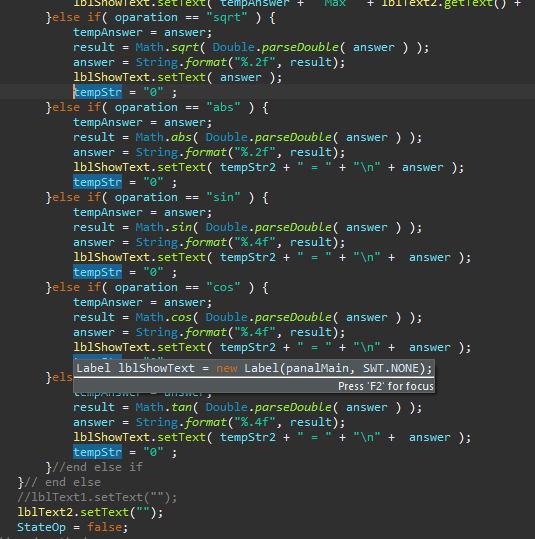 lblShowText.setText( tempAnswer + " Max " + lblText2.getText() +
}else if( oparation == "sqrt" ) {
tempAnswer = answer;
result = Math.sqrt( Double.parseDouble( answer ) );
answer = String.format("%.2f", result);
lblShowText.setText( answer );
tempStr = "0" ;
}else if( oparation == "abs" ) {
tempAnswer = answer;
result = Math.abs( Double.parseDouble( answer ) );
answer = String.format("%.2f", result);
lblShowText.setText( tempStr2 + " = " + "\n" + answer );
tempStr = "0" ;
}else if( oparation == "sin" ) {
tempAnswer = answer;
result = Math.sin( Double.parseDouble( answer ) );
answer = String.format("%.4f", result);
lblShowText.setText( tempStr2 + " = " + "\n" +  answer );
tempStr = "0" ;
}else if( oparation == "cos" ) {
tempAnswer = answer;
result = Math.cos( Double.parseDouble( answer ) );
answer = String.format("%.4f", result);
lblShowText.setText( tempStr2 + " = " + "\n" +  answer );
Label lblShowText = new Label(panalMain, SWT.NONE);
Press 'F2' for focus
}els
tempAnswer = answer;
result = Math.tan( Double.parseDouble( answer ) );
answer = String.format("%.4f", result);
lblShowText.setText( tempStr2 + " = " + "\n" +  answer );
tempStr = "0" ;
}//end else if
}// end else
//lblText1.setText("");
lblText2.setText("");
StateOp = false;